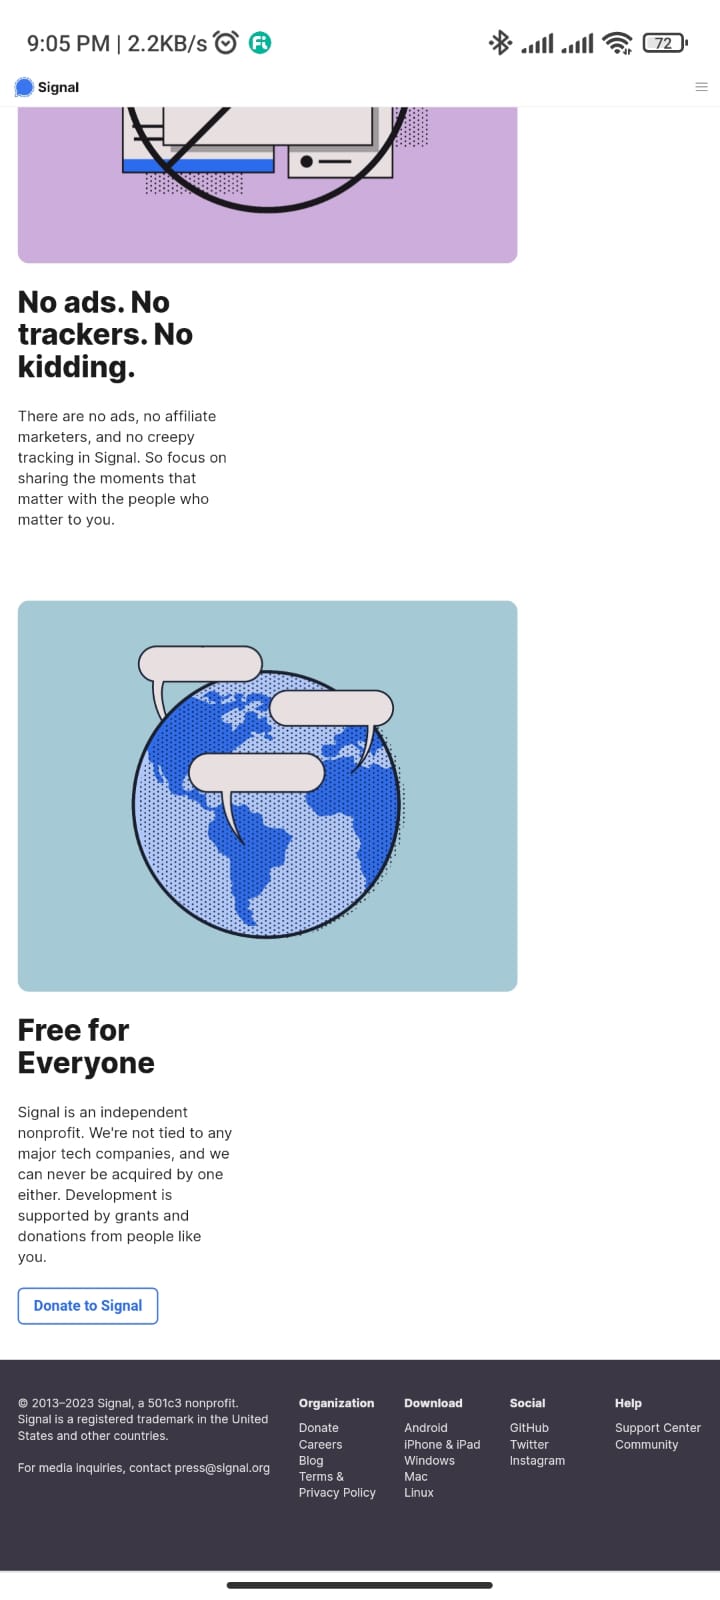 9:05 PM | 2.2KB/s
72
Signal
No ads. No
trackers. No
kidding.
There are no ads, no affiliate
marketers, and no creepy
tracking in Signal. So focus on
sharing the moments that
matter with the people who
matter to you.
Free for
Everyone
Signal is an independent
nonprofit. We're not tied to any
major tech companies, and we
can never be acquired by one
either. Development is
supported by grants and
donations from people like
you.
Donate to Signal
© 2013–2023 Signal, a 501c3 nonprofit.
Signal is a registered trademark in the United
States and other countries.
For media inquiries, contact press@signal.org
Organization
Donate
Careers
Blog
Terms &
Privacy Policy
Download
Android
iPhone & iPad
Windows
Mac
Linux
Social
GitHub
Twitter
Instagram
Help
Support Center
Community